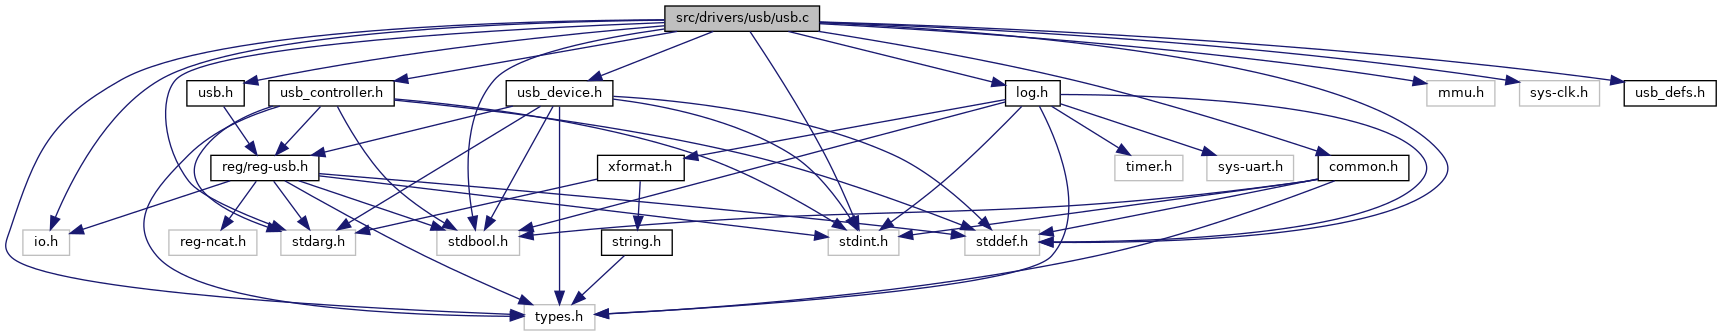 src/drivers/usb/usb.c
usb.h
usb_controller.h
usb_device.h
log.h
mmu.h
sys-clk.h
usb_defs.h
reg/reg-usb.h
xformat.h
timer.h
sys-uart.h
common.h
io.h
reg-ncat.h
stdarg.h
stdbool.h
string.h
stdint.h
stddef.h
types.h